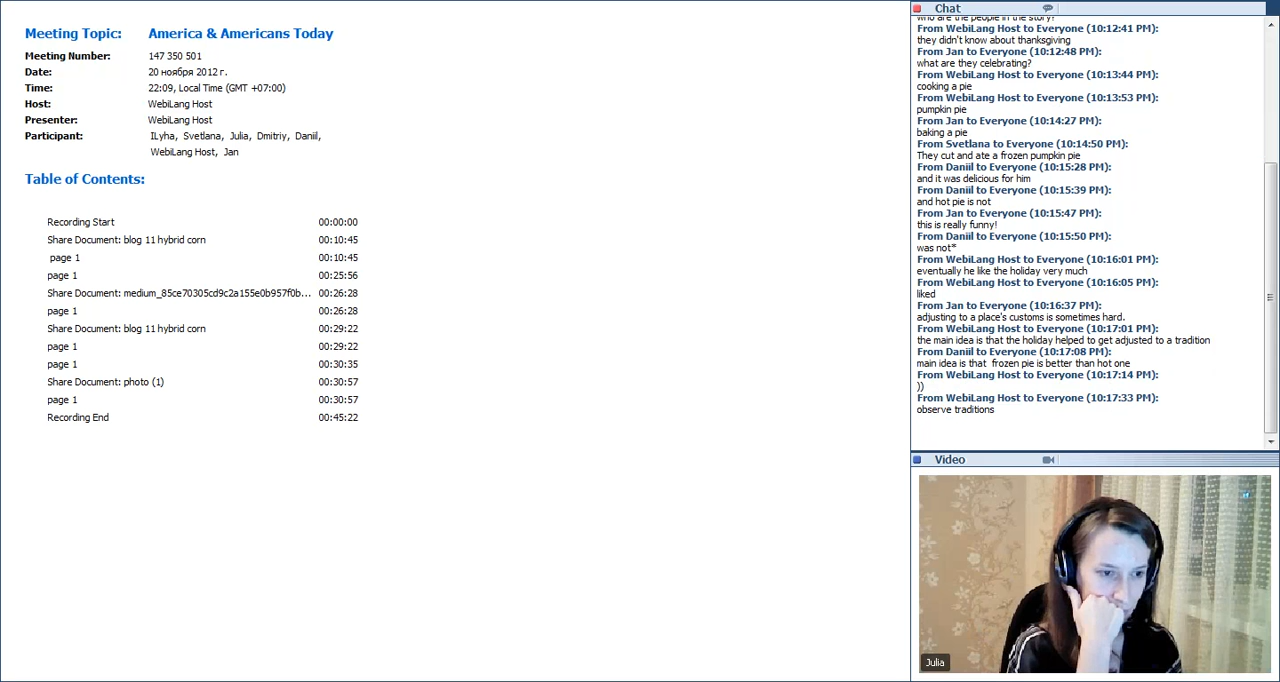 Meeting Topic: America & Americans Today
Meeting Number: 147 350 501
Date: 20 ноября 2012 г.
Time: 22:09, Local Time (GMT +07:00)
Host: WebiLang Host
Presenter: WebiLang Host
Participant: ILyha, Svetlana, Julia, Dmitriy, Daniil,
WebiLang Host, Jan
Table of Contents:
Recording Start 00:00:00
Share Document: blog 11 hybrid corn 00:10:45
page 1 00:10:45
page 1 00:25:56
Share Document: medium_85ce70305cd9c2a155e0b957f0b... 00:26:28
page 1 00:26:28
Share Document: blog 11 hybrid corn 00:29:22
page 1 00:29:22
page 1 00:30:35
Share Document: photo (1) 00:30:57
page 1 00:30:57
Recording End 00:45:22
Chat
who are the people in the story?
From WebiLang Host to Everyone (10:12:41 PM):
they didn't know about thanksgiving
From Jan to Everyone (10:12:48 PM):
what are they celebrating?
From WebiLang Host to Everyone (10:13:44 PM):
cooking a pie
From WebiLang Host to Everyone (10:13:53 PM):
pumpkin pie
From Jan to Everyone (10:14:27 PM):
baking a pie
From Svetlana to Everyone (10:14:50 PM):
They cut and ate a frozen pumpkin pie
From Daniil to Everyone (10:15:28 PM):
and it was delicious for him
From Daniil to Everyone (10:15:39 PM):
and hot pie is not
From Jan to Everyone (10:15:47 PM):
this is really funny!
From Daniil to Everyone (10:15:50 PM):
was not*
From WebiLang Host to Everyone (10:16:01 PM):
eventually he like the holiday very much
From WebiLang Host to Everyone (10:16:05 PM):
liked
From Jan to Everyone (10:16:37 PM):
adjusting to a place's customs is sometimes hard.
From WebiLang Host to Everyone (10:17:01 PM):
the main idea is that the holiday helped to get adjusted to a tradition
From Daniil to Everyone (10:17:08 PM):
main idea is that frozen pie is better than hot one
From WebiLang Host to Everyone (10:17:14 PM):
))
From WebiLang Host to Everyone (10:17:33 PM):
observe traditions
Video
Julia